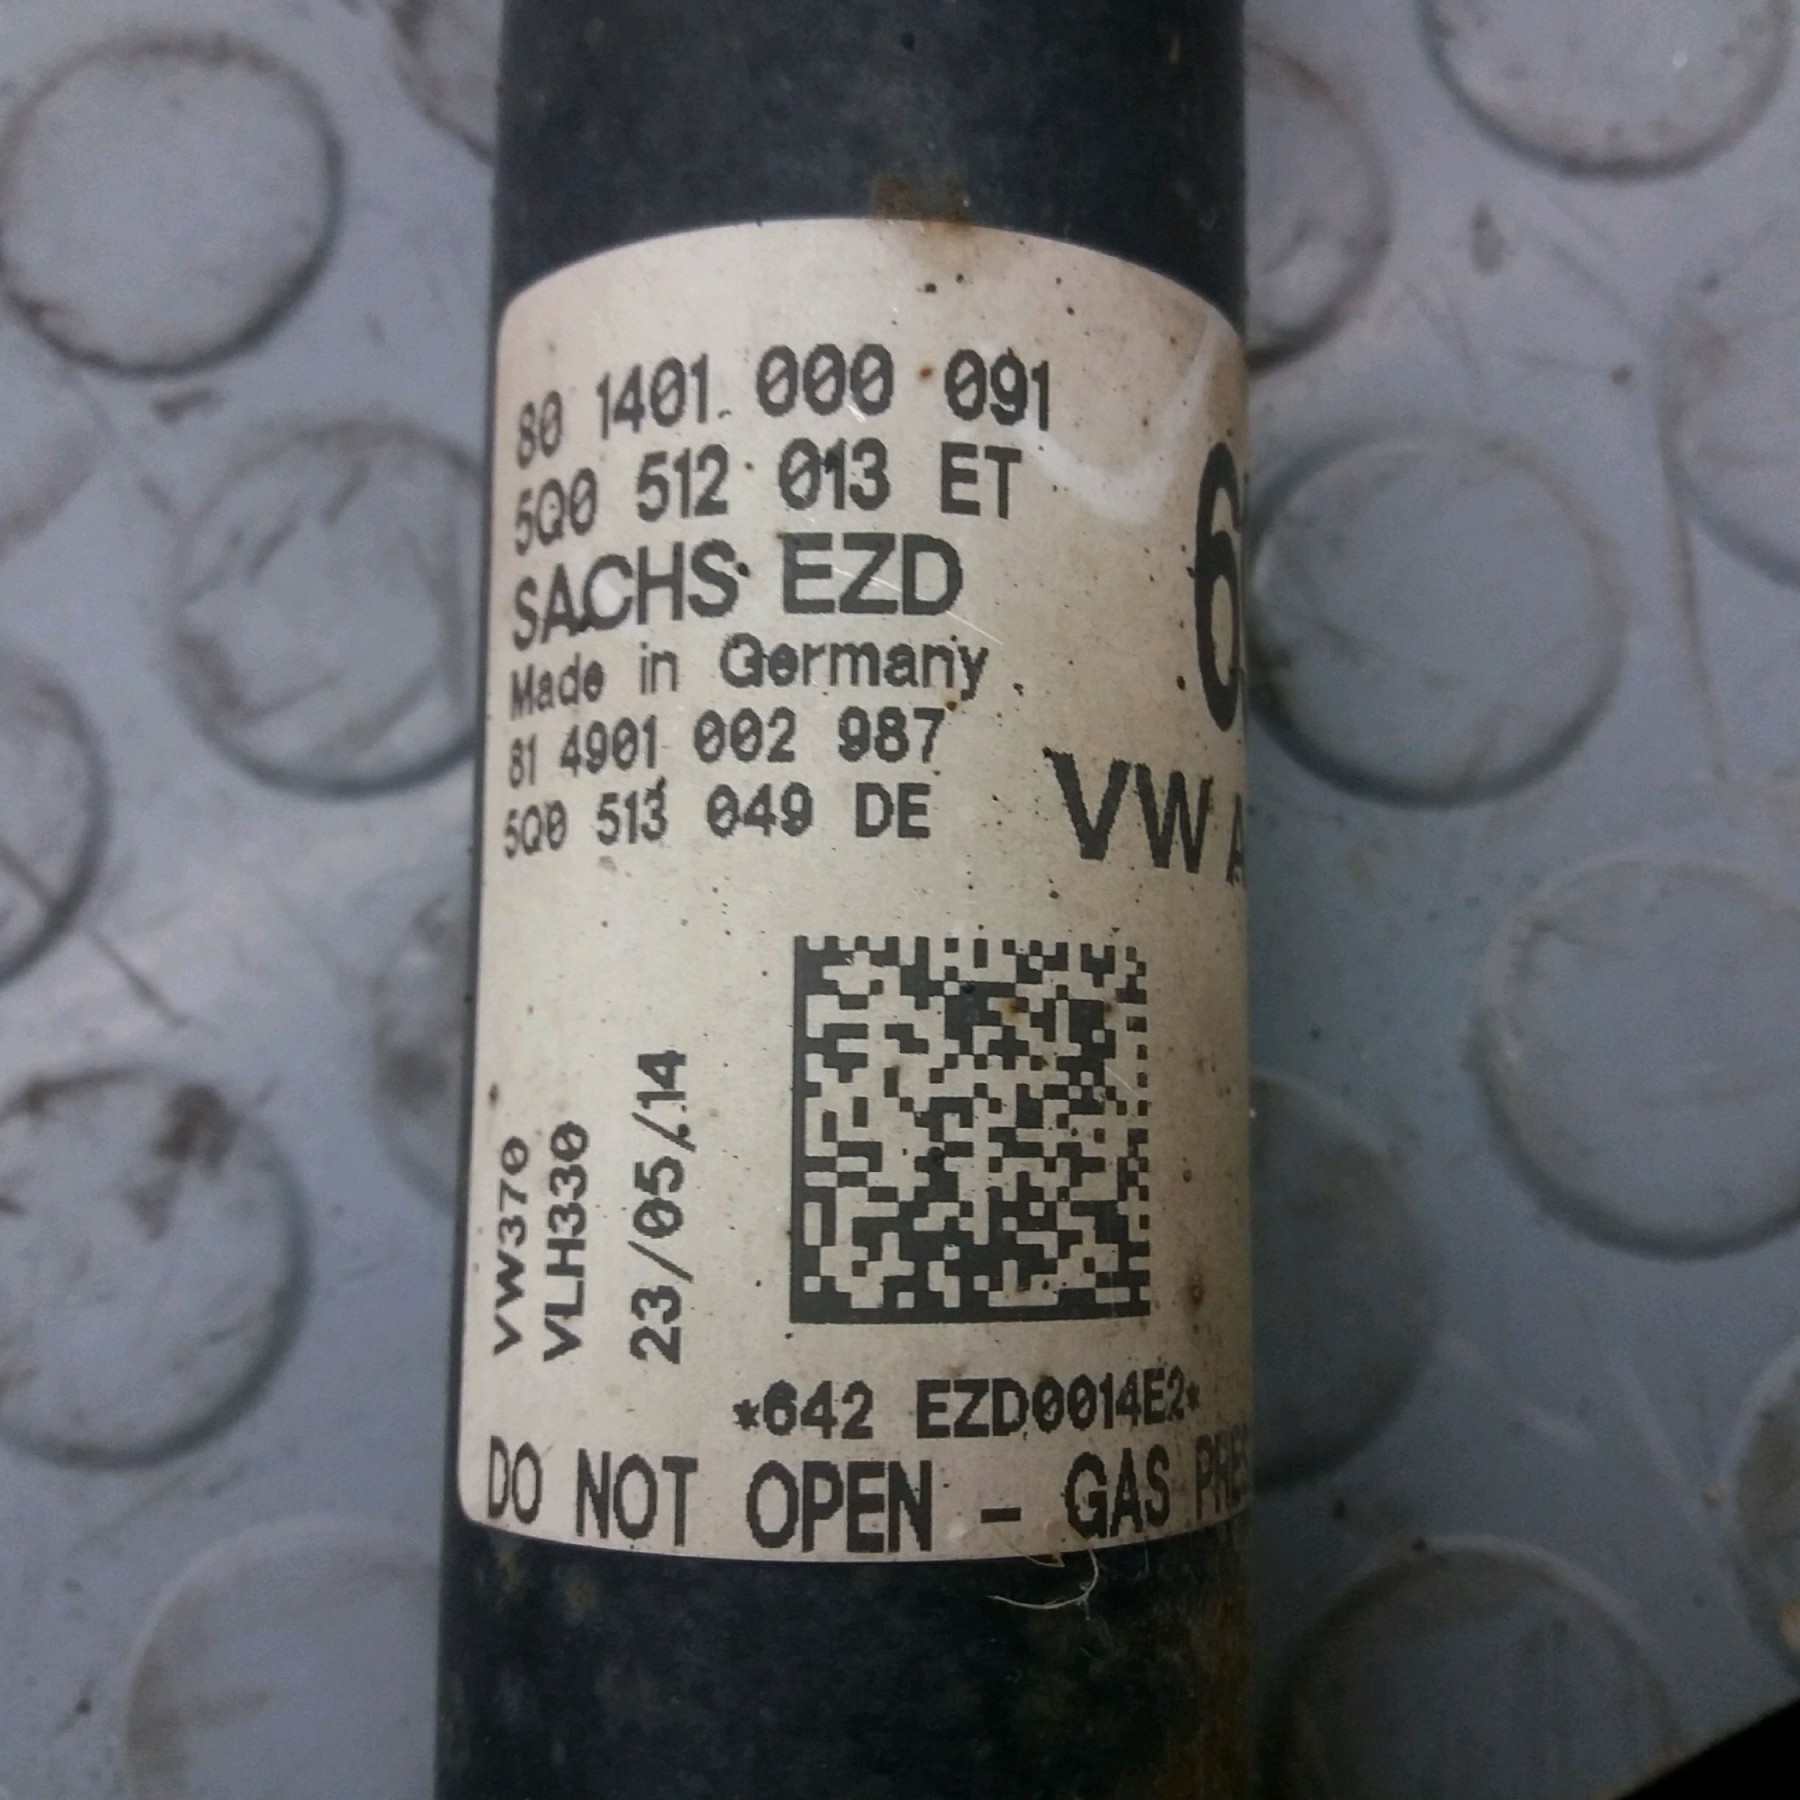 80 1401 000 091
5Q0 512 013 ET
SACHS EZD
Made in Germany
81 4901 002 987
5Q0 513 049 DE
VW
VW370
VLH330
23/05/14
*642 EZD0014E2*
DO NOT OPEN - GAS